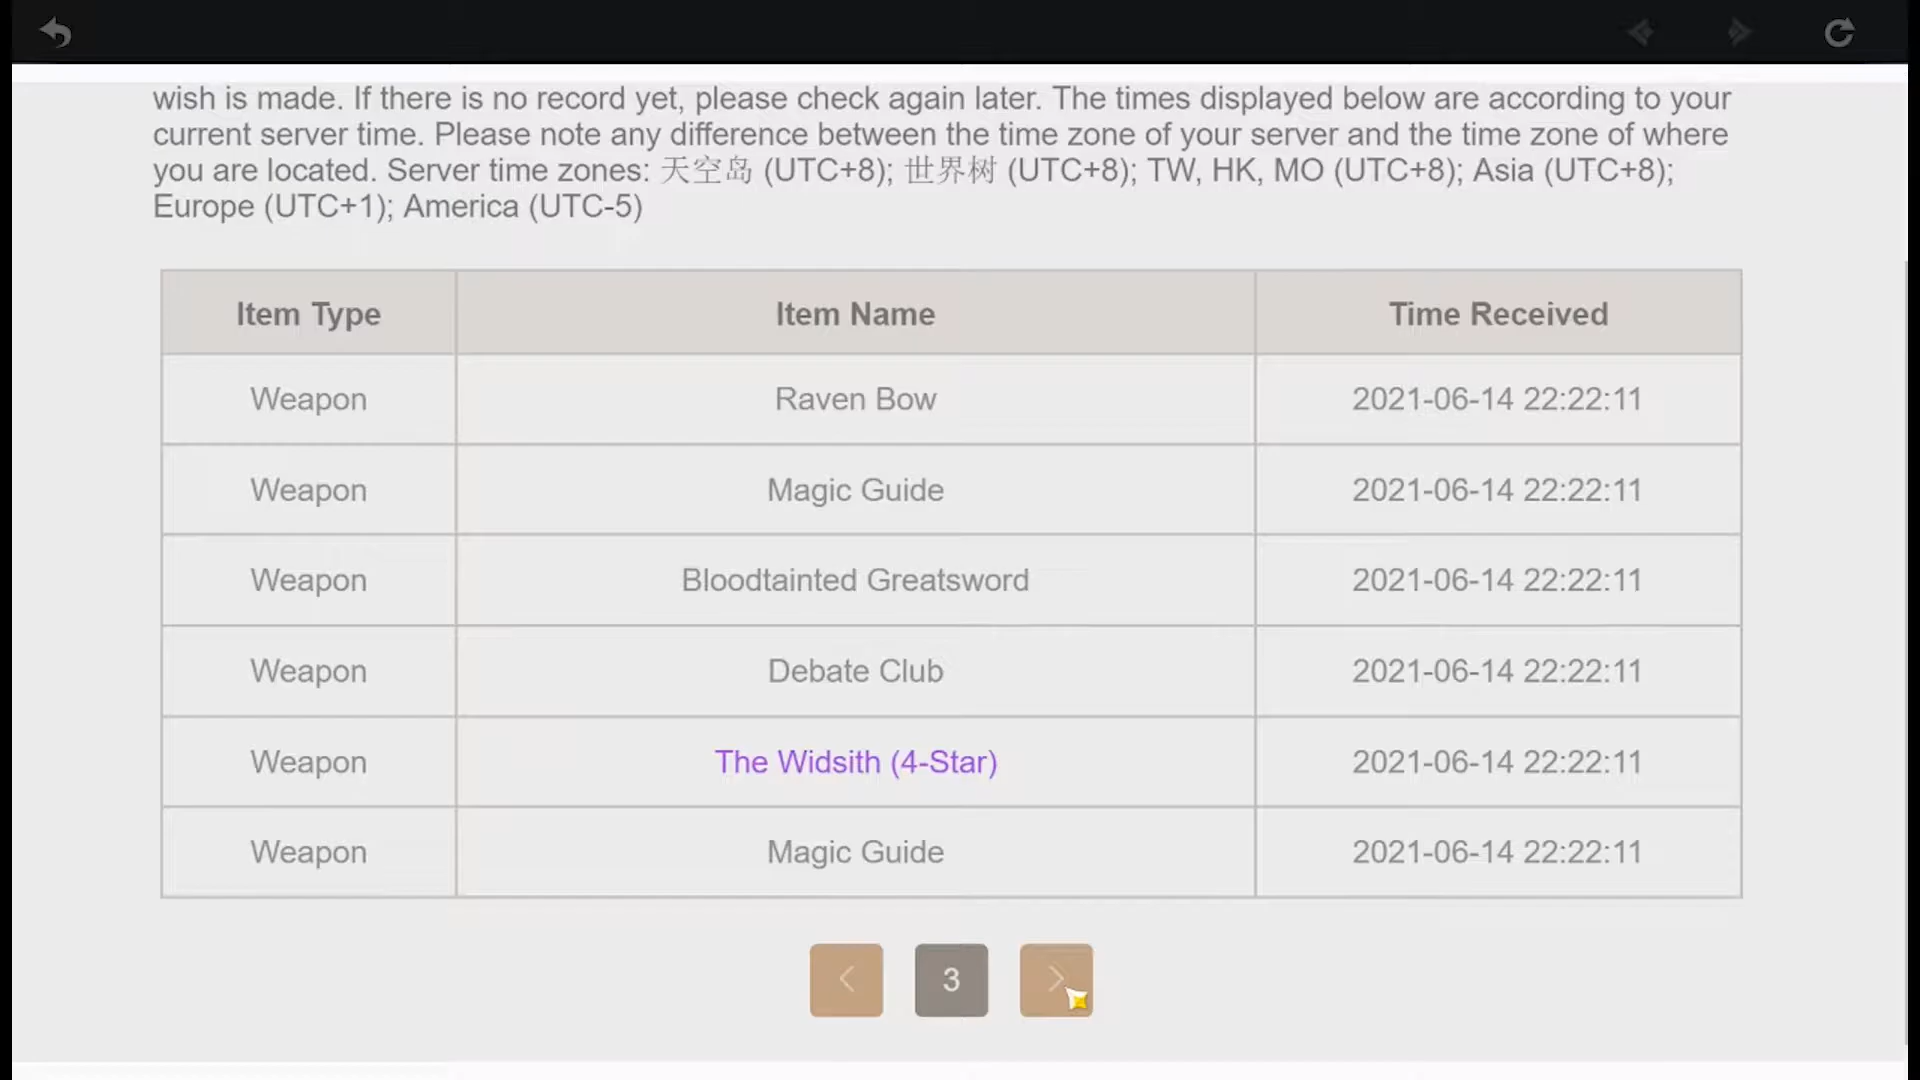 wish is made. If there is no record yet, please check again later. The times displayed below are according to your
current server time. Please note any difference between the time zone of your server and the time zone of where
you are located. Server time zones: 天空岛 (UTC+8); 世界树 (UTC+8); TW, HK, MO (UTC+8); Asia (UTC+8);
Europe (UTC+1); America (UTC-5)
Item Type Item Name Time Received
Weapon Raven Bow 2021-06-14 22:22:11
Weapon Magic Guide 2021-06-14 22:22:11
Weapon Bloodtainted Greatsword 2021-06-14 22:22:11
Weapon Debate Club 2021-06-14 22:22:11
Weapon The Widsith (4-Star) 2021-06-14 22:22:11
Weapon Magic Guide 2021-06-14 22:22:11
3